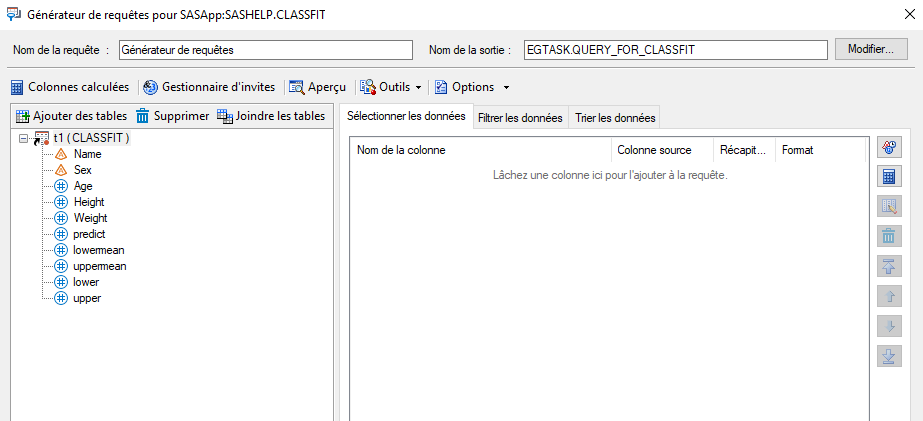 Générateur de requêtes pour SASApp:SASHELP.CLASSFIT
Nom de la requête : Générateur de requêtes Nom de la sortie : EGTASK.QUERY_FOR_CLASSFIT Modifier...
Colonnes calculées Gestionnaire d'invites Aperçu Outils Options
Ajouter des tables Supprimer Joindre les tables
Sélectionner les données Filtrer les données Trier les données
t1 ( CLASSFIT )
Name
Sex
Age
Height
Weight
predict
lowermean
uppermean
lower
upper
Nom de la colonne Colonne source Récapit... Format
Lâchez une colonne ici pour l'ajouter à la requête.